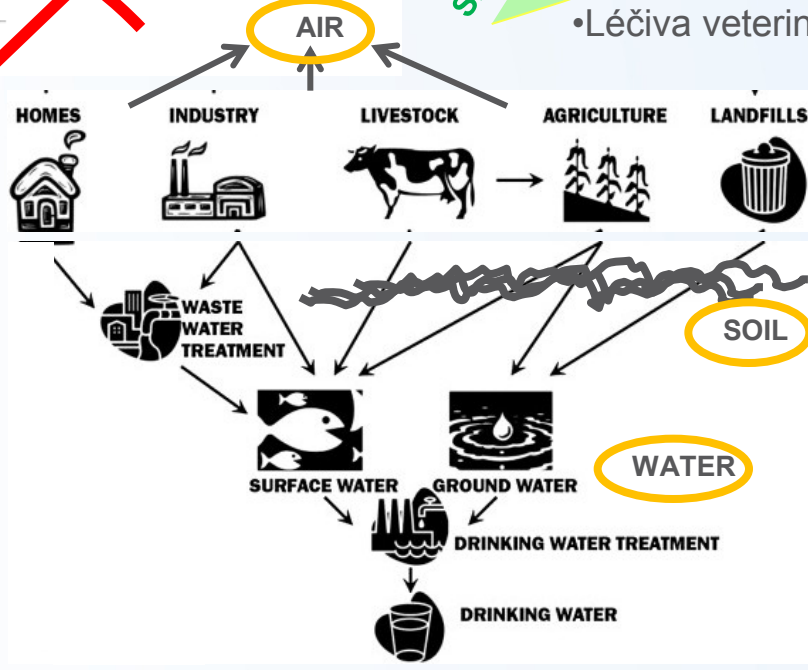 AIR
•Léčiva veterin
HOMES INDUSTRY LIVESTOCK AGRICULTURE LANDFILLS
WASTE
WATER
TREATMENT
SOIL
WATER
SURFACE WATER GROUND WATER
DRINKING WATER TREATMENT
DRINKING WATER